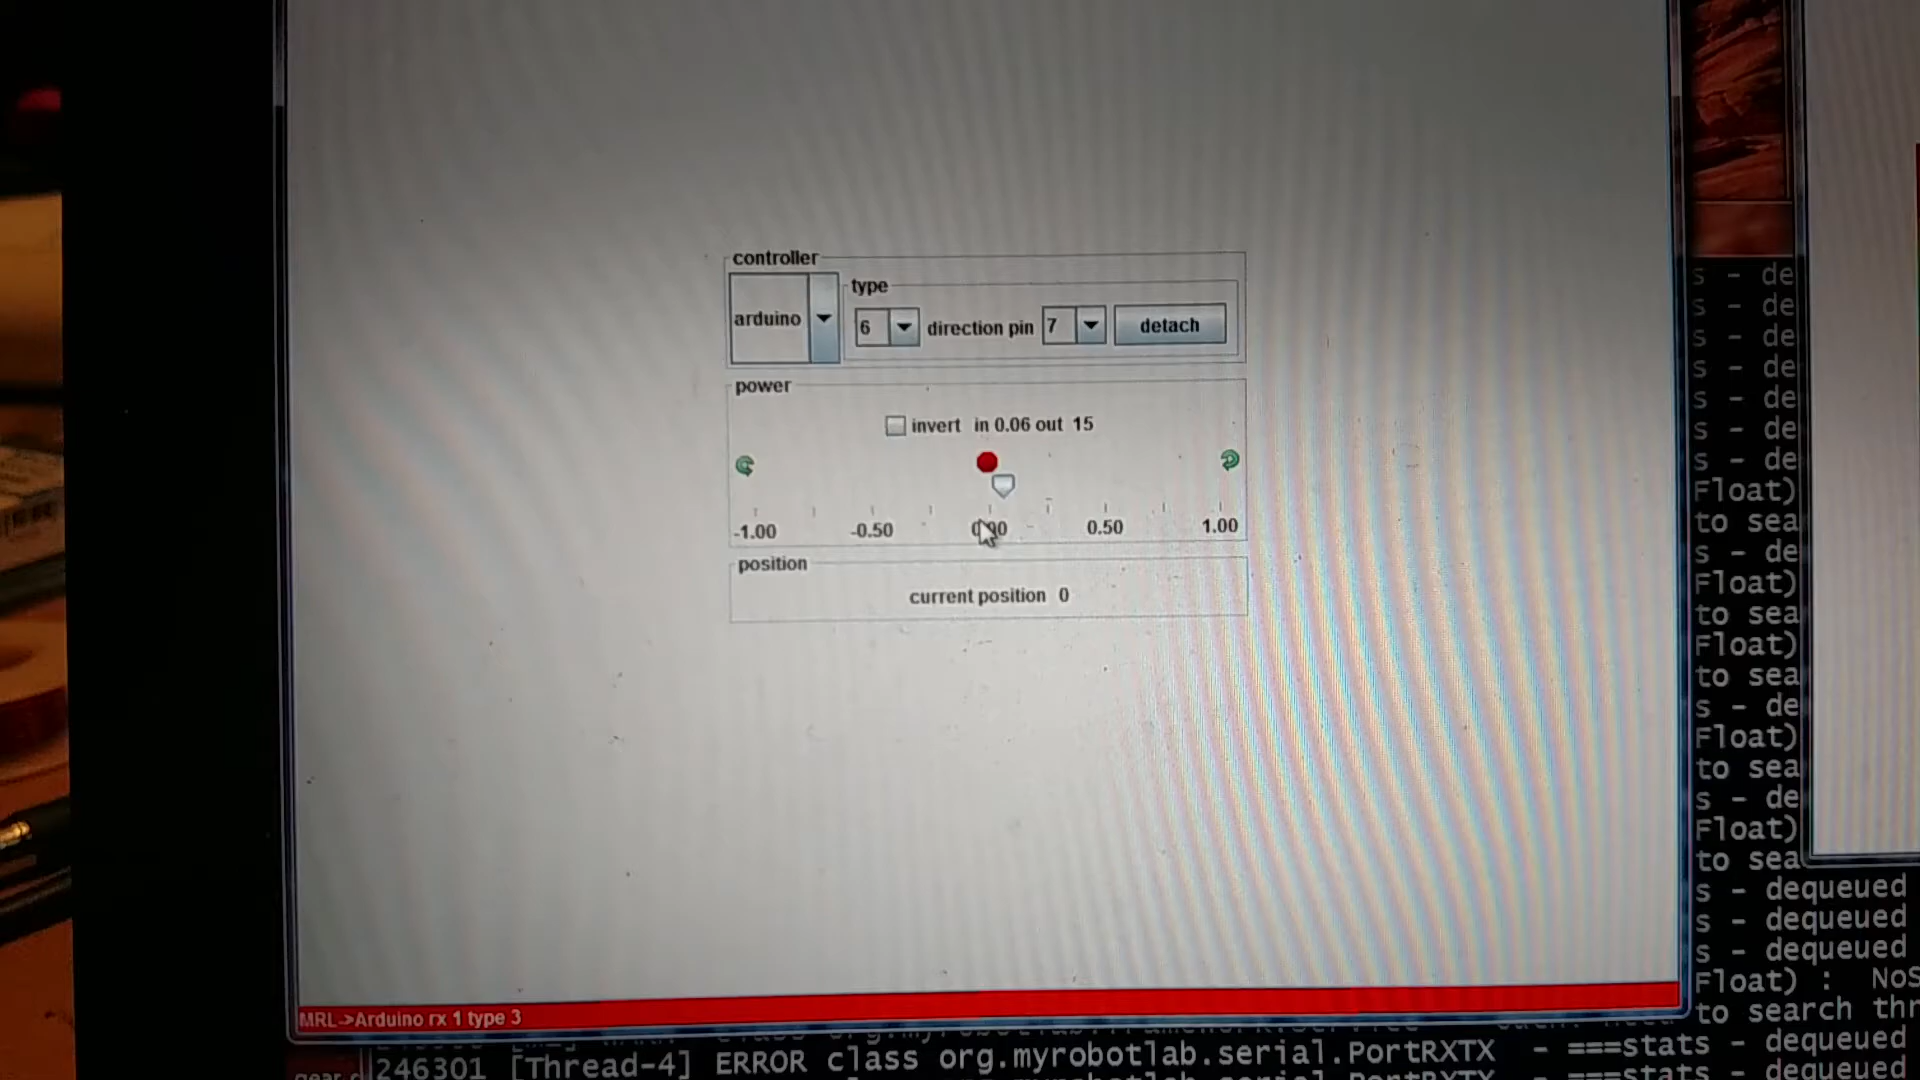 controller
type
arduino
6 direction pin 7 detach
power
invert in 0.06 out 15
-1.00 -0.50 0.00 0.50 1.00
position
current position 0
MRL->Arduino rx 1 type 3
s - de
s - de
s - de
s - de
s - de
s - de
s - de
Float)
to sea
s - de
Float)
to sea
Float)
to sea
s - de
Float)
to sea
s - de
Float)
to sea
s - dequeued
s - dequeued
s - dequeued
Float) : NoS
to search thr
246301 [Thread-4] ERROR class org.myrobotlab.serial.PortRXTX - ===stats - dequeued
===stats - dequeued